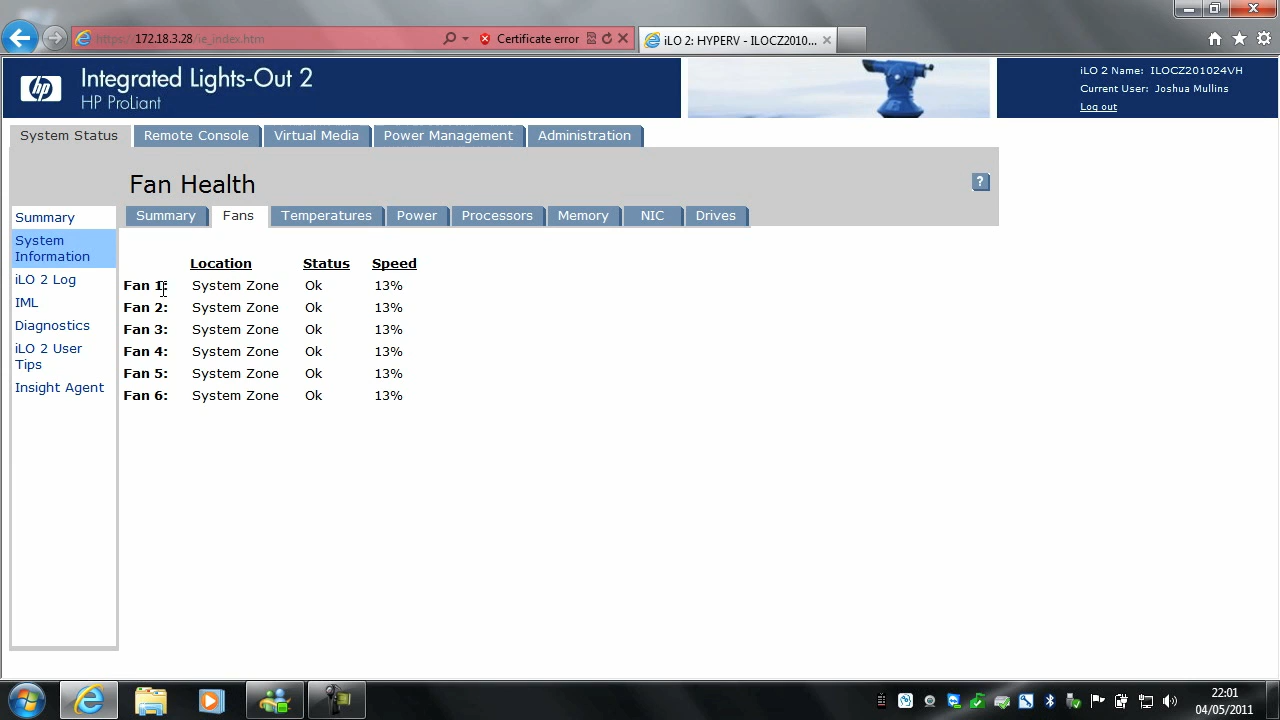 https://172.18.3.28/ie_index.htm
Certificate error
iLO 2: HYPERV - ILOCZ2010...
hp
Integrated Lights-Out 2
HP ProLiant
iLO 2 Name: ILOCZ201024VH
Current User: Joshua Mullins
Log out
System Status
Remote Console
Virtual Media
Power Management
Administration
Fan Health
?
Summary
Fans
Temperatures
Power
Processors
Memory
NIC
Drives
Summary
System
Information
iLO 2 Log
IML
Diagnostics
iLO 2 User
Tips
Insight Agent
Location Status Speed
Fan 1: System Zone Ok 13%
Fan 2: System Zone Ok 13%
Fan 3: System Zone Ok 13%
Fan 4: System Zone Ok 13%
Fan 5: System Zone Ok 13%
Fan 6: System Zone Ok 13%
22:01
04/05/2011